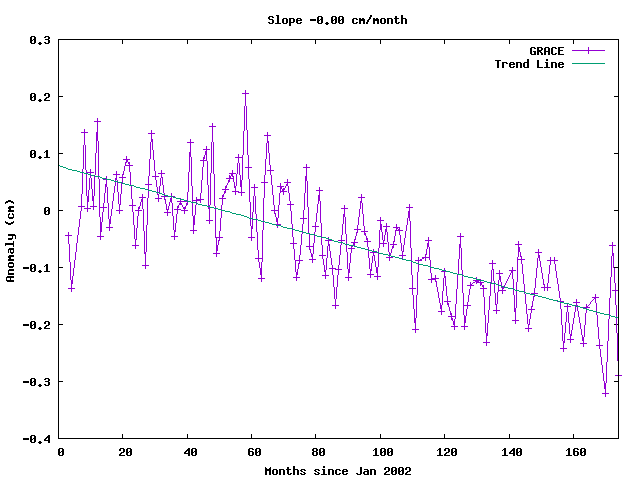 Slope -0.00 cm/month
GRACE
Trend Line
0.3
0.2
0.1
0
-0.1
-0.2
-0.3
-0.4
Anomaly (cm)
0 20 40 60 80 100 120 140 160
Months since Jan 2002